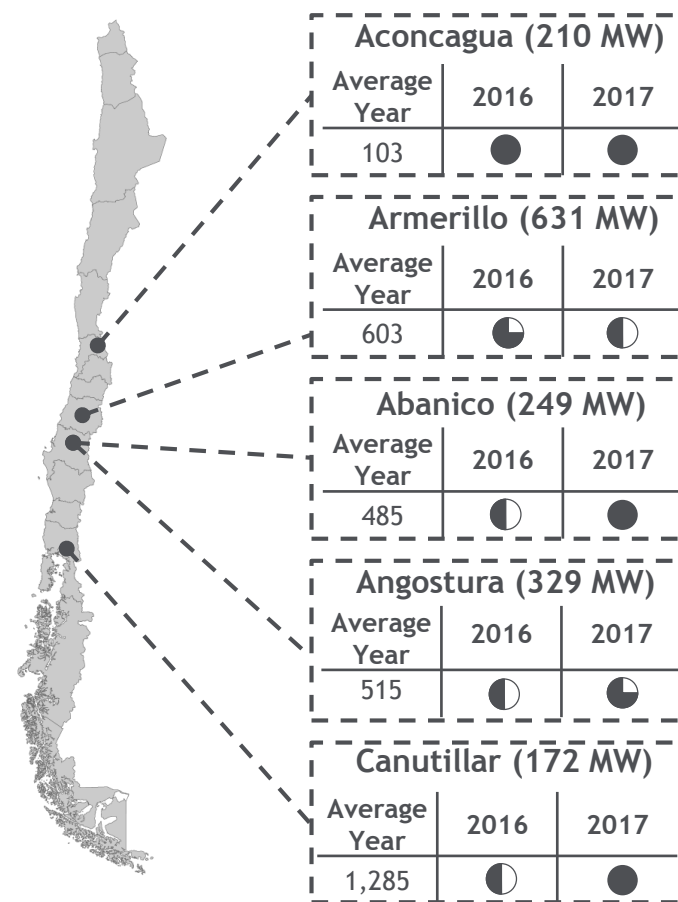 Aconcagua (210 MW)
Average
Year
2016
2017
103
Armerillo (631 MW)
Average
Year
2016
2017
603
Abanico (249 MW)
Average
Year
2016
2017
485
Angostura (329 MW)
Average
Year
2016
2017
515
Canutillar (172 MW)
Average
Year
2016
2017
1,285